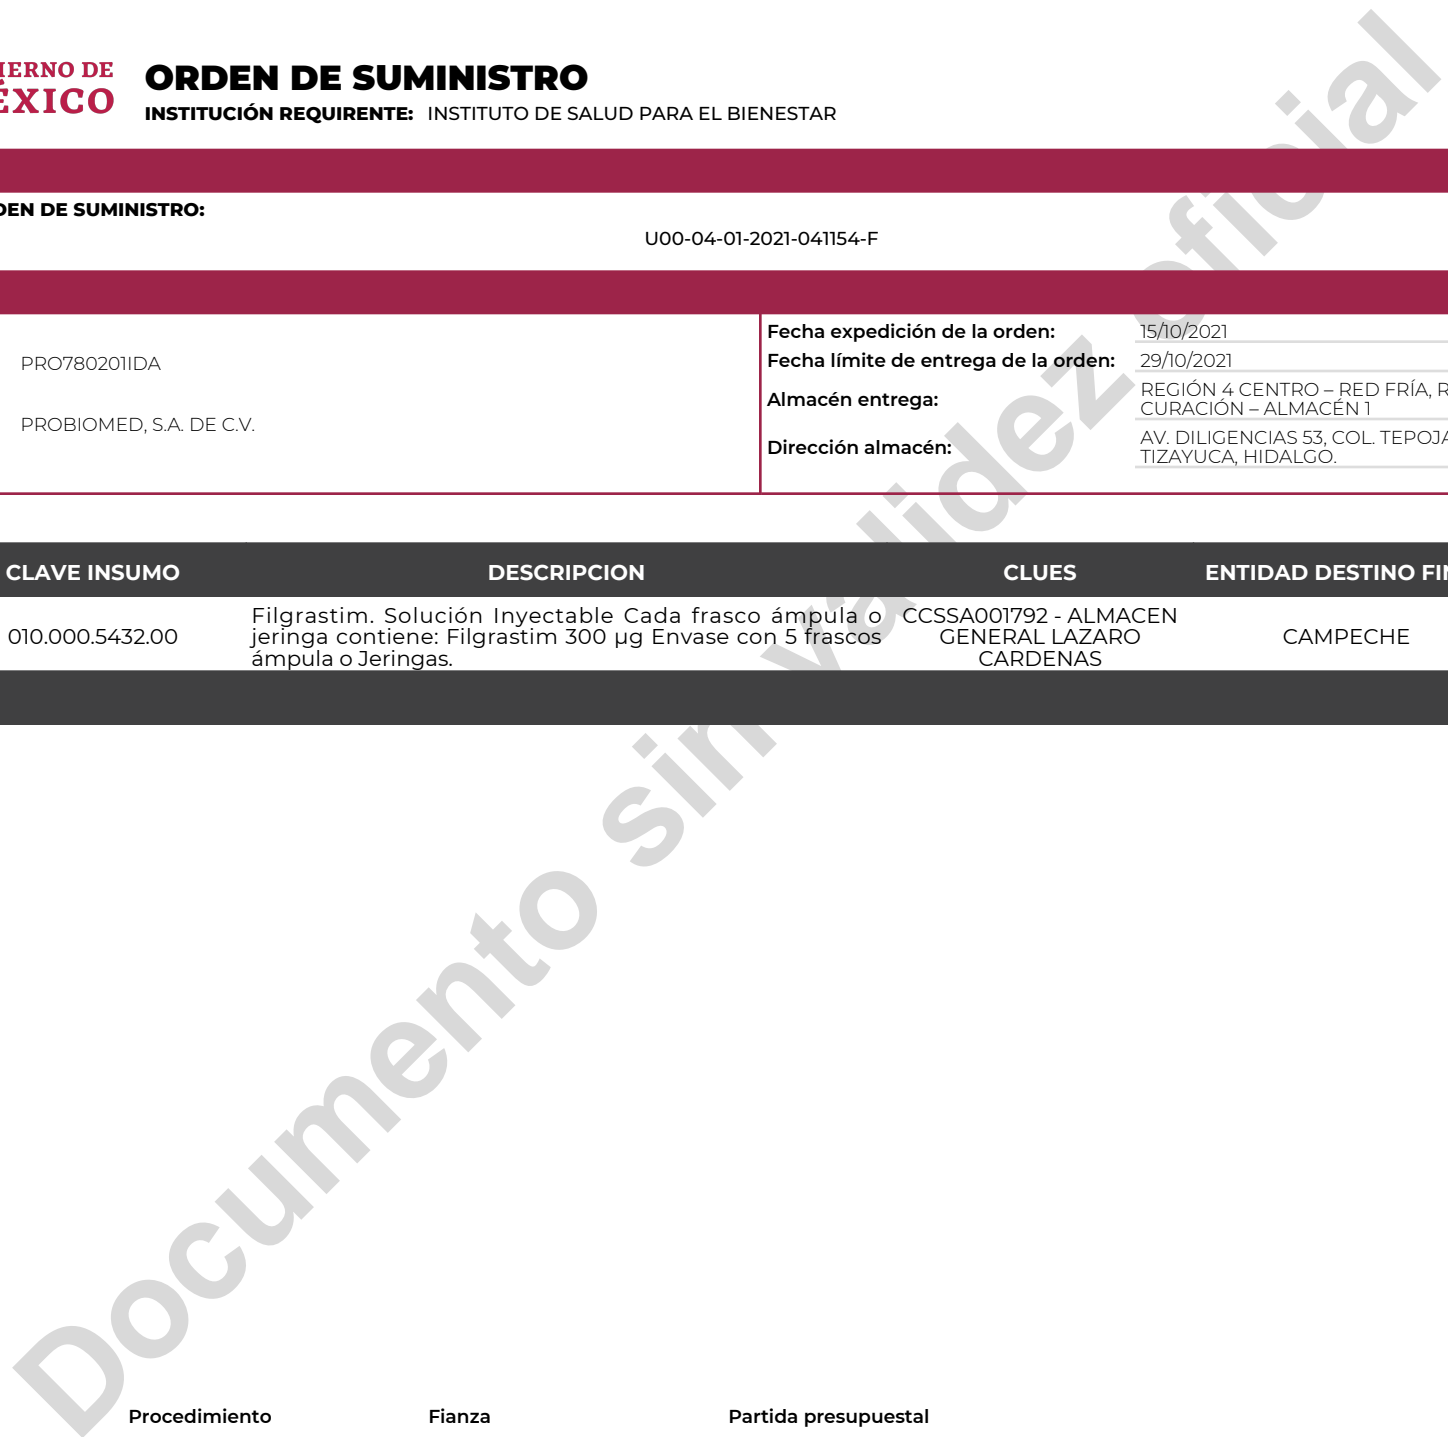 IERNO DE
ÉXICO
ORDEN DE SUMINISTRO
INSTITUCIÓN REQUIRENTE: INSTITUTO DE SALUD PARA EL BIENESTAR
DEN DE SUMINISTRO:
U00-04-01-2021-041154-F
PRO780201IDA
PROBIOMED, S.A. DE C.V.
Fecha expedición de la orden: 15/10/2021
Fecha límite de entrega de la orden: 29/10/2021
Almacén entrega: REGIÓN 4 CENTRO – RED FRÍA, R
CURACIÓN – ALMACÉN 1
Dirección almacén: AV. DILIGENCIAS 53, COL. TEPOJA
TIZAYUCA, HIDALGO.
CLAVE INSUMO DESCRIPCION CLUES ENTIDAD DESTINO FIN
010.000.5432.00
Filgrastim. Solución Inyectable Cada frasco ámpula o
jeringa contiene: Filgrastim 300 µg Envase con 5 frascos
ámpula o Jeringas.
CCSSA001792 - ALMACEN
GENERAL LAZARO
CARDENAS
CAMPECHE
Documento sin validez oficial
Procedimiento Fianza Partida presupuestal